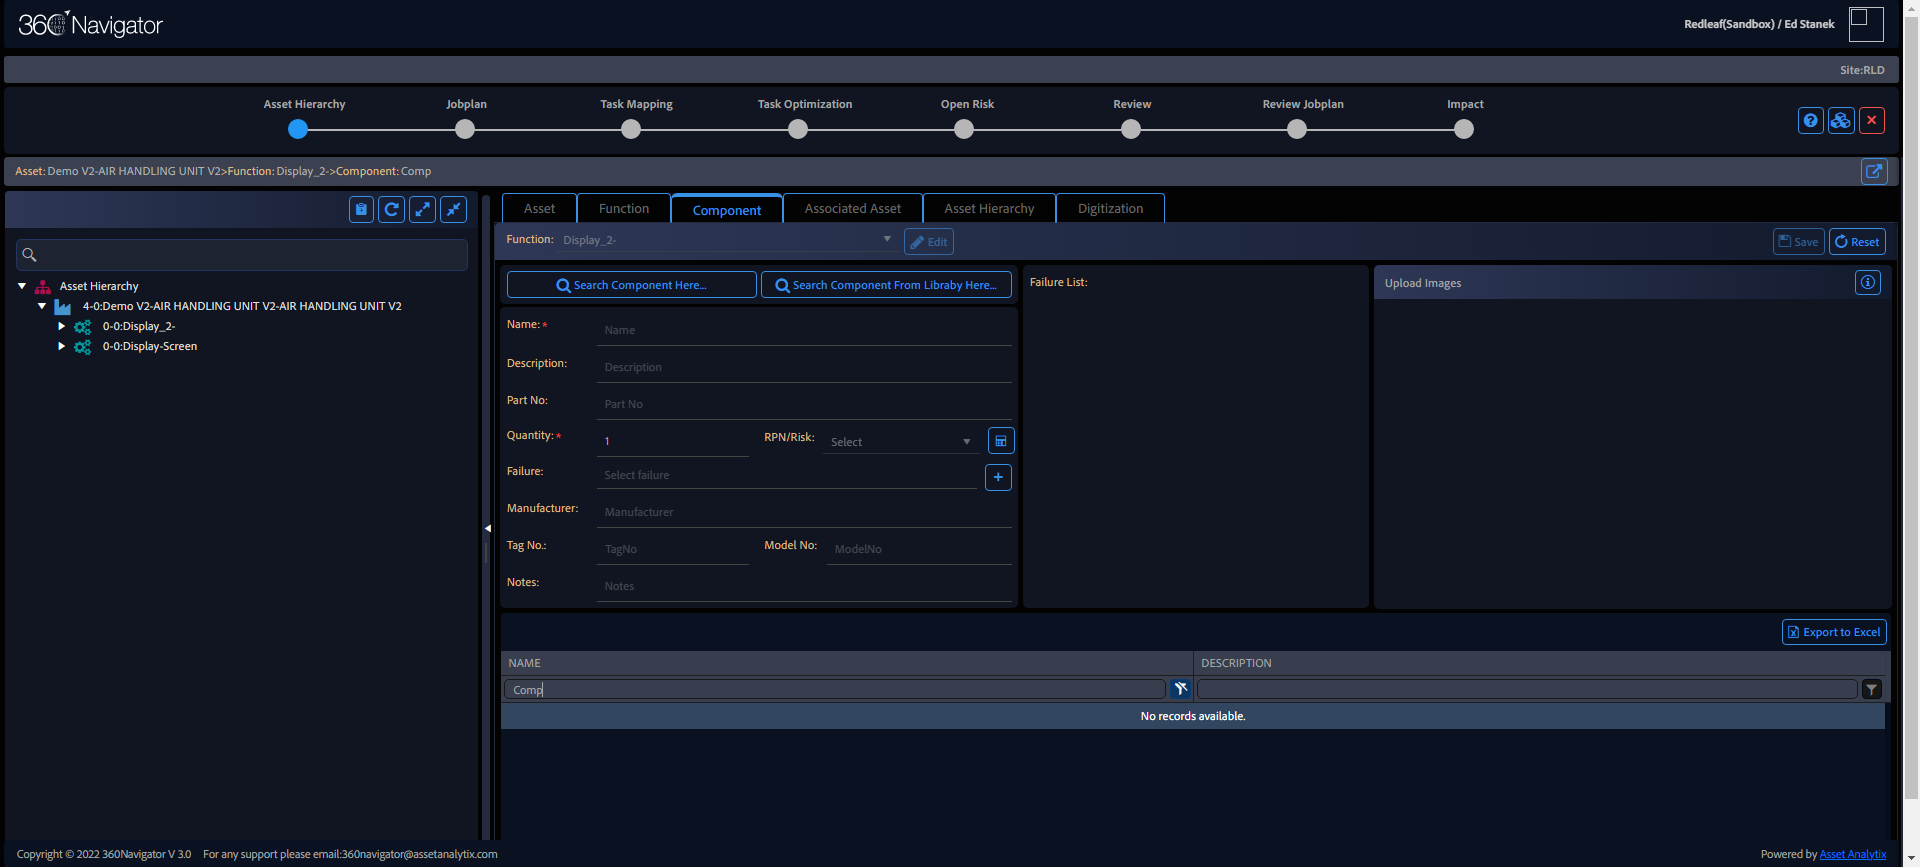 360 Navigator
Redleaf(Sandbox) / Ed Stanek
Site:RLD
Asset Hierarchy Jobplan Task Mapping Task Optimization Open Risk Review Review Jobplan Impact
Asset: Demo V2-AIR HANDLING UNIT V2>Function: Display_2->Component: Comp
Asset Function Component Associated Asset Asset Hierarchy Digitization
Function: Display_2- Edit Save Reset
Asset Hierarchy
4-0:Demo V2-AIR HANDLING UNIT V2-AIR HANDLING UNIT V2
0-0:Display_2-
0-0:Display-Screen
Search Component Here... Search Component From Libraby Here...
Name:* Name
Description: Description
Part No: Part No
Quantity:* 1 RPN/Risk: Select
Failure: Select failure +
Manufacturer: Manufacturer
Tag No.: TagNo Model No: ModelNo
Notes: Notes
Failure List:
Upload Images
Export to Excel
NAME DESCRIPTION
Comp
No records available.
Copyright © 2022 360Navigator V 3.0 For any support please email:360navigator@assetanalytix.com
Powered by Asset Analytix